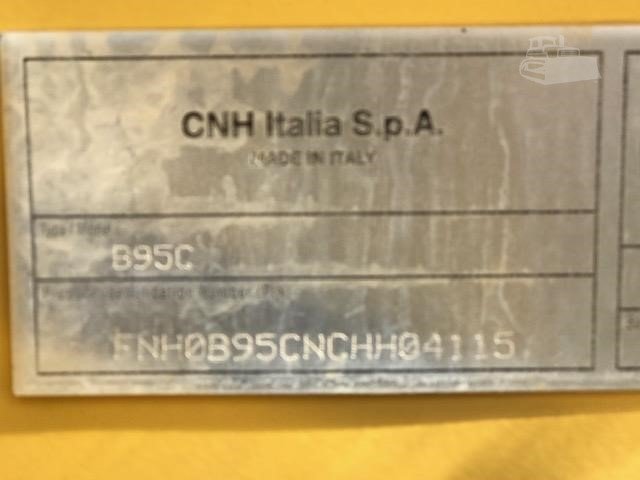 CNH Italia S.p.A.
MADE IN ITALY
B95C
FNH0B95CNCHH04115